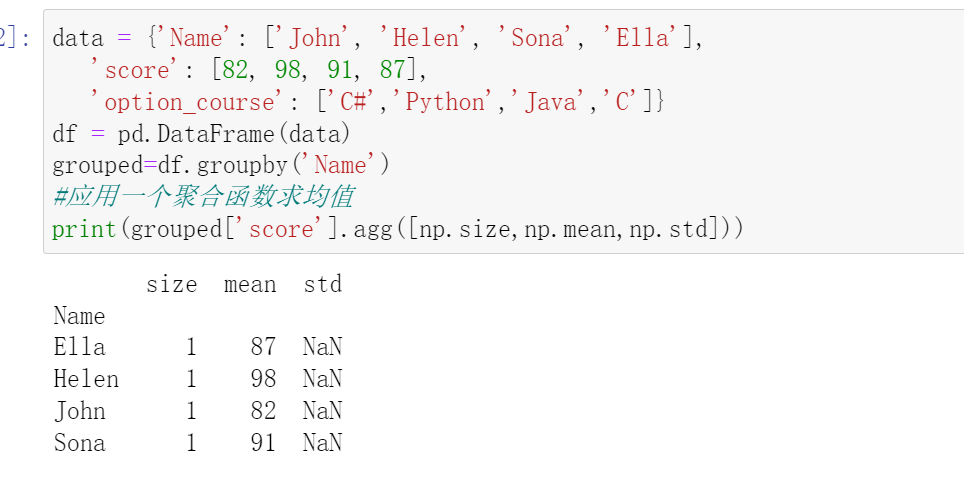 2]: data = {'Name': ['John', 'Helen', 'Sona', 'Ella'],
'score': [82, 98, 91, 87],
'option_course': ['C#','Python','Java','C']}
df = pd.DataFrame(data)
grouped=df.groupby('Name')
#应用一个聚合函数求均值
print(grouped['score'].agg([np.size,np.mean,np.std]))
size mean std
Name
Ella 1 87 NaN
Helen 1 98 NaN
John 1 82 NaN
Sona 1 91 NaN